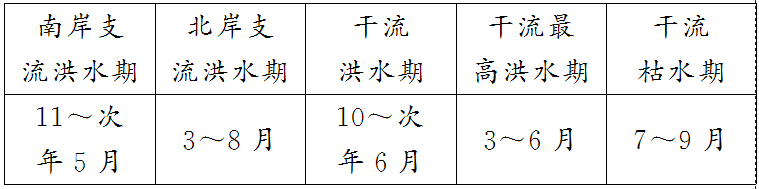 南岸支
流洪水期
北岸支
流洪水期
干流
洪水期
干流最
高洪水期
干流
枯水期
11～次
年5月
3～8月
10～次
年6月
3～6月
7～9月